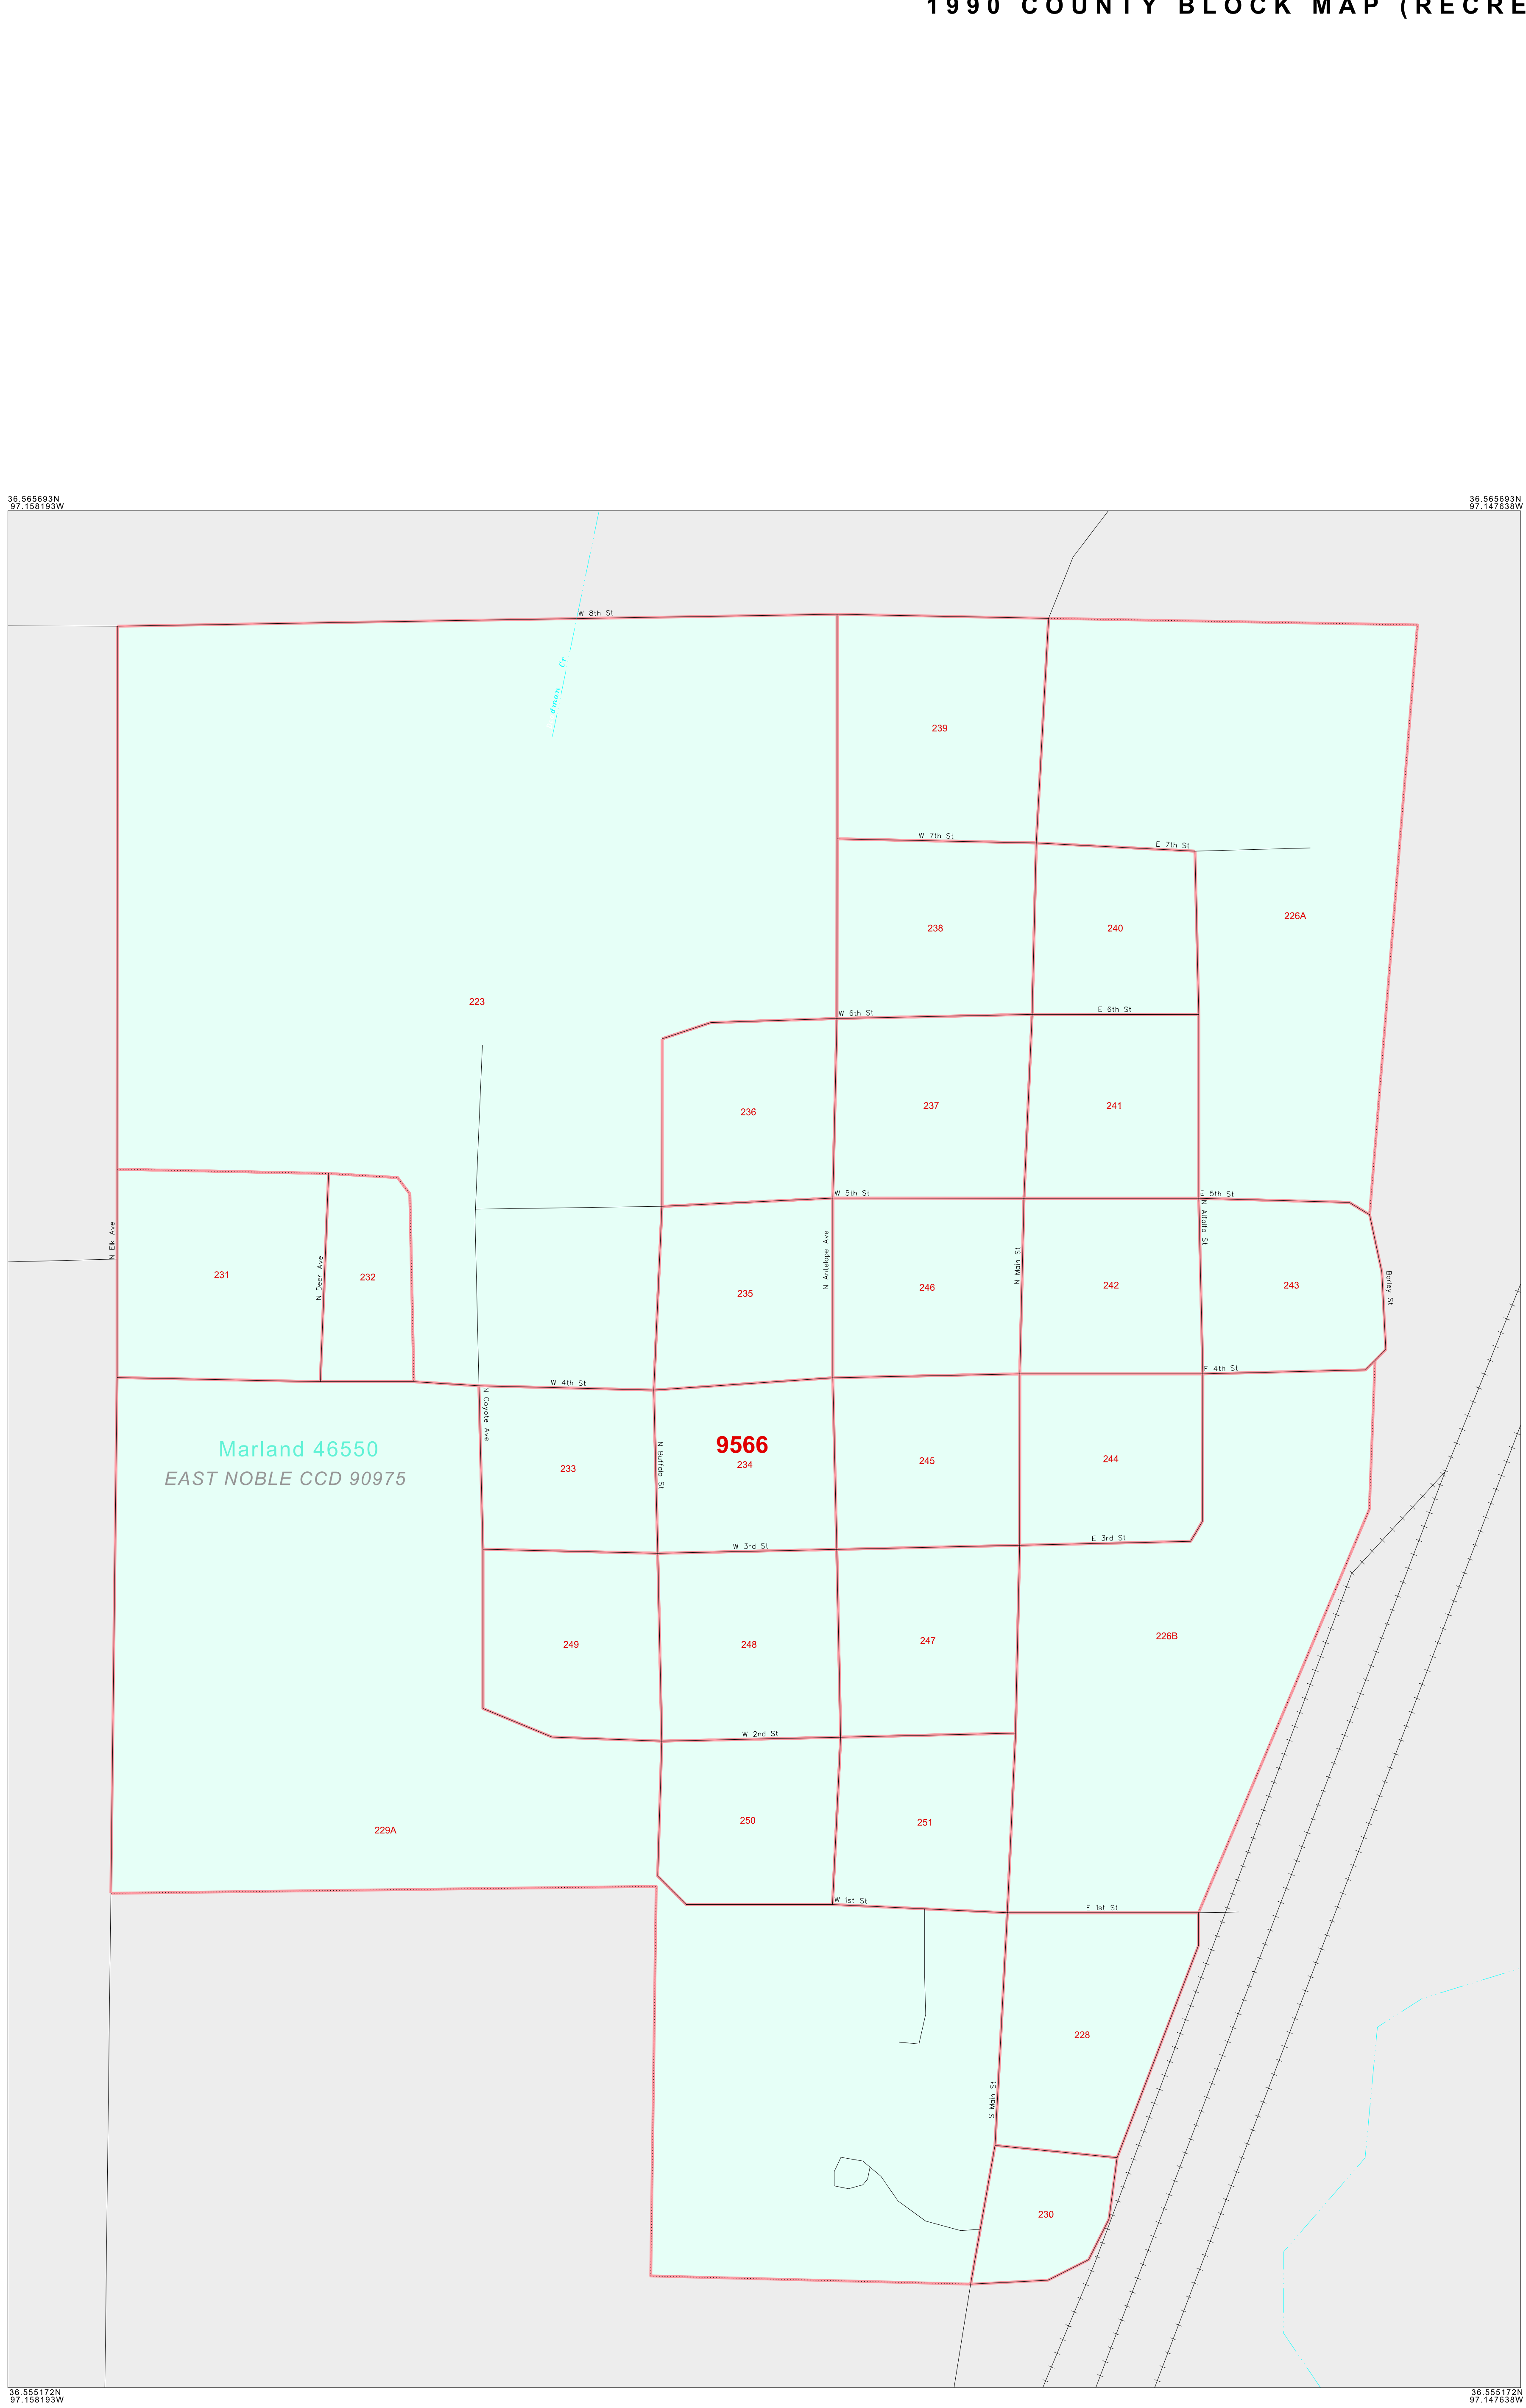 1990 COUNTY BLOCK MAP (RECRE
36.565693N
97.158193W
36.565693N
97.147638W
W 8th St
dman Cr
239
W 7th St
E 7th St
226A
238
240
223
W 6th St
E 6th St
236
237
241
W 5th St
E 5th St
N Elk Ave
N Deer Ave
N Antelope Ave
N Main St
N Alfalfa St
Barley St
231
232
235
246
242
243
W 4th St
E 4th St
N Coyote Ave
N Buffalo St
Marland 46550
EAST NOBLE CCD 90975
9566
233
234
245
244
W 3rd St
E 3rd St
249
248
247
226B
W 2nd St
229A
250
251
W 1st St
E 1st St
228
S Main St
230
36.555172N
97.158193W
36.555172N
97.147638W